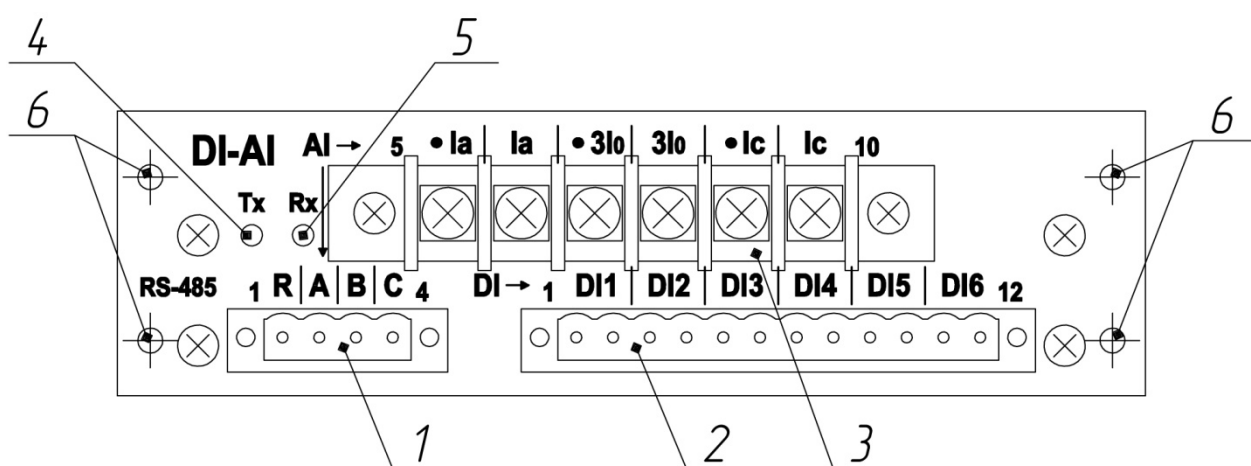 4 5
6 6
DI-AI AI → 5 •Ia | Ia | •3I0 | 3I0 | •Ic | Ic 10
Tx Rx
RS-485 1 R | A | B | C 4 DI → 1 DI1 | DI2 | DI3 | DI4 | DI5 | DI6 12
1 2 3